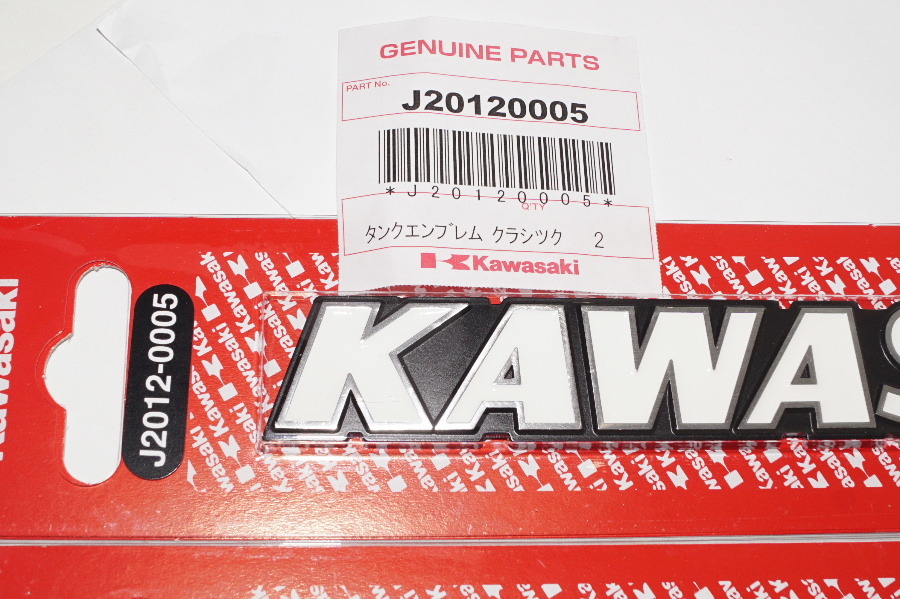 GENUINE PARTS
PART No.
J20120005
*J20120005*
Q'TY
タンクエンブレム クラシツク 2
Kawasaki
Kawasaki
J2012-0005
KAWAS